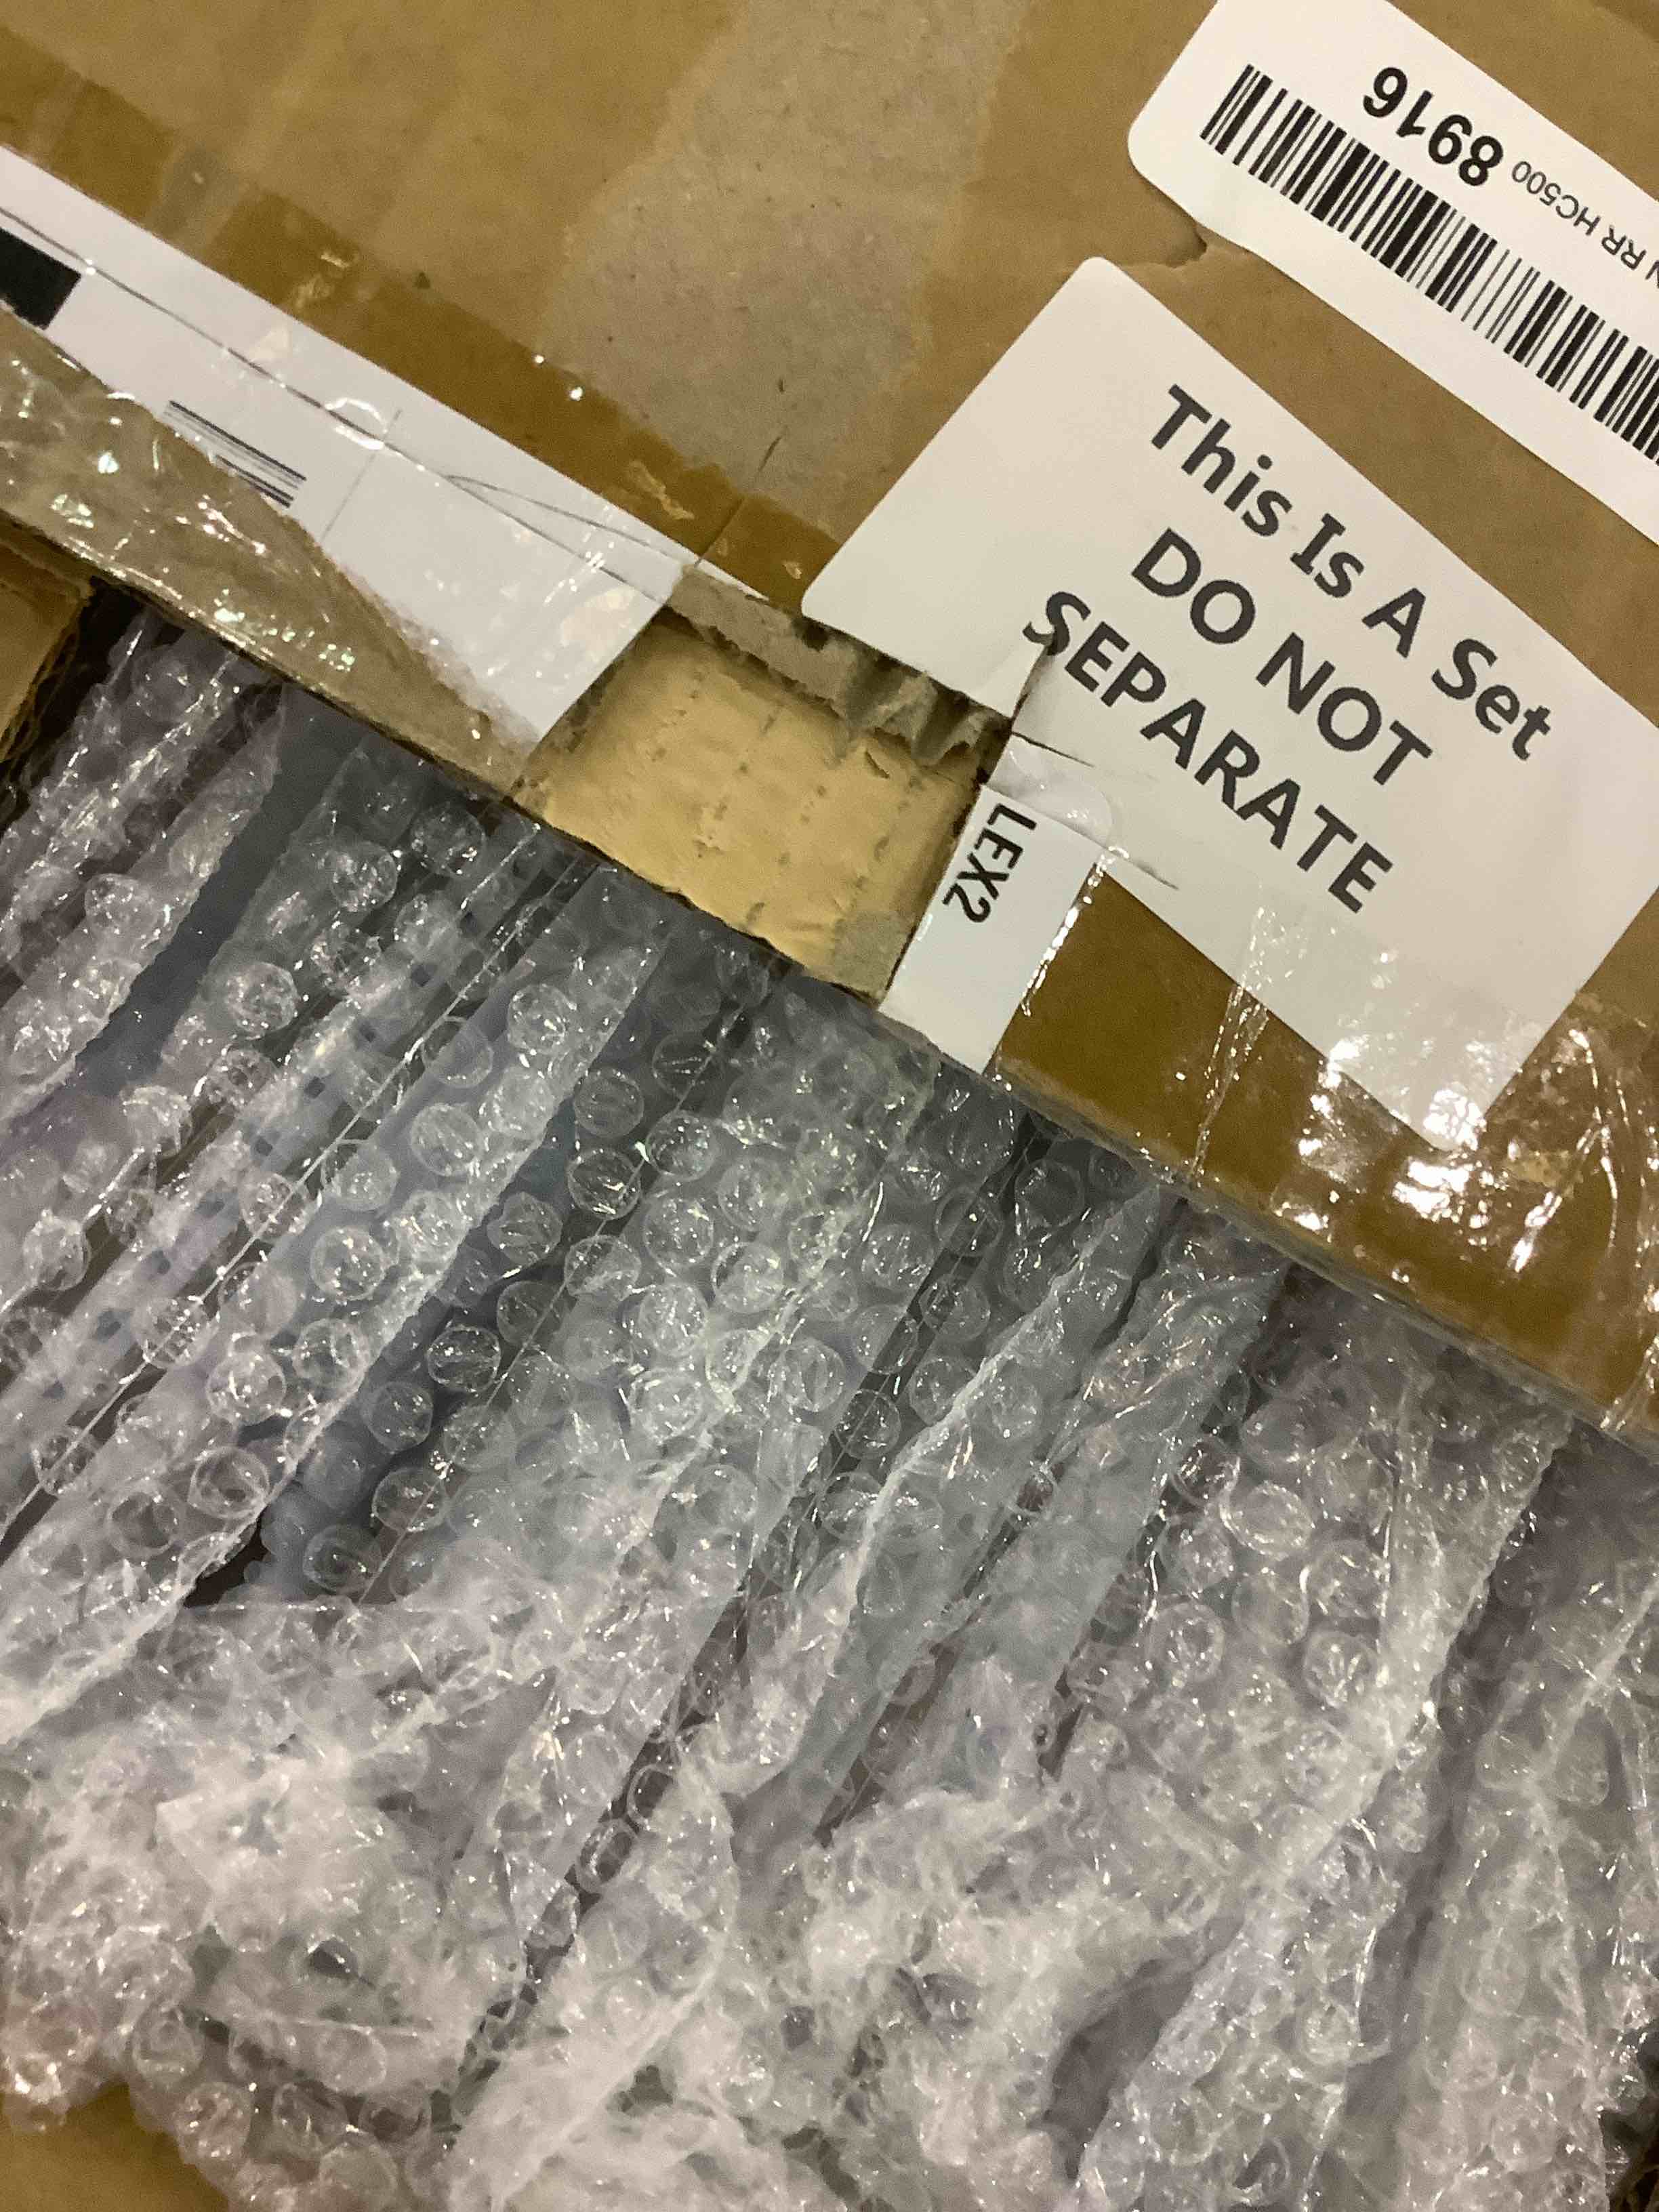 8916
RR HC500
This Is A Set
DO NOT
SEPARATE
LEX2